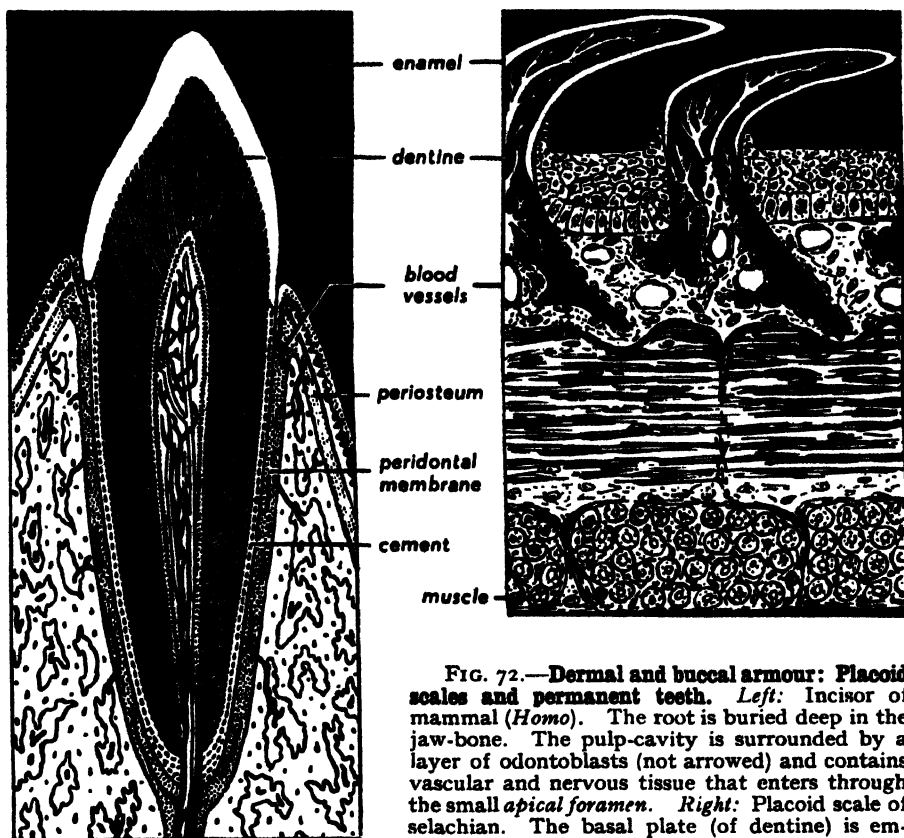 enamel
dentine
blood
vessels
periosteum
peridontal
membrane
cement
muscle
FIG. 72.—Dermal and buccal armour: Placoid
scales and permanent teeth. Left: Incisor of
mammal (Homo). The root is buried deep in the
jaw-bone. The pulp-cavity is surrounded by a
layer of odontoblasts (not arrowed) and contains
vascular and nervous tissue that enters through
the small apical foramen. Right: Placoid scale of
selachian. The basal plate (of dentine) is em-